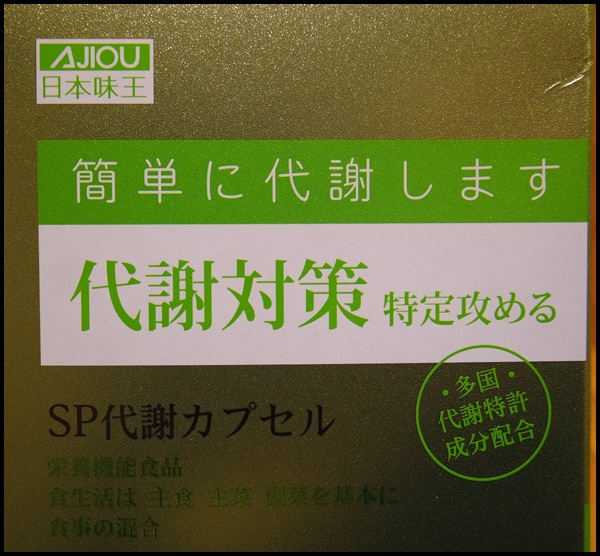 AJIOU
日本味王
簡単に代謝します
代謝対策 特定攻める
・多国・
代謝特許
成分配合
SP代謝カプセル
栄養機能食品
食生活は 主食 主菜 副菜を基本に
食事の混合